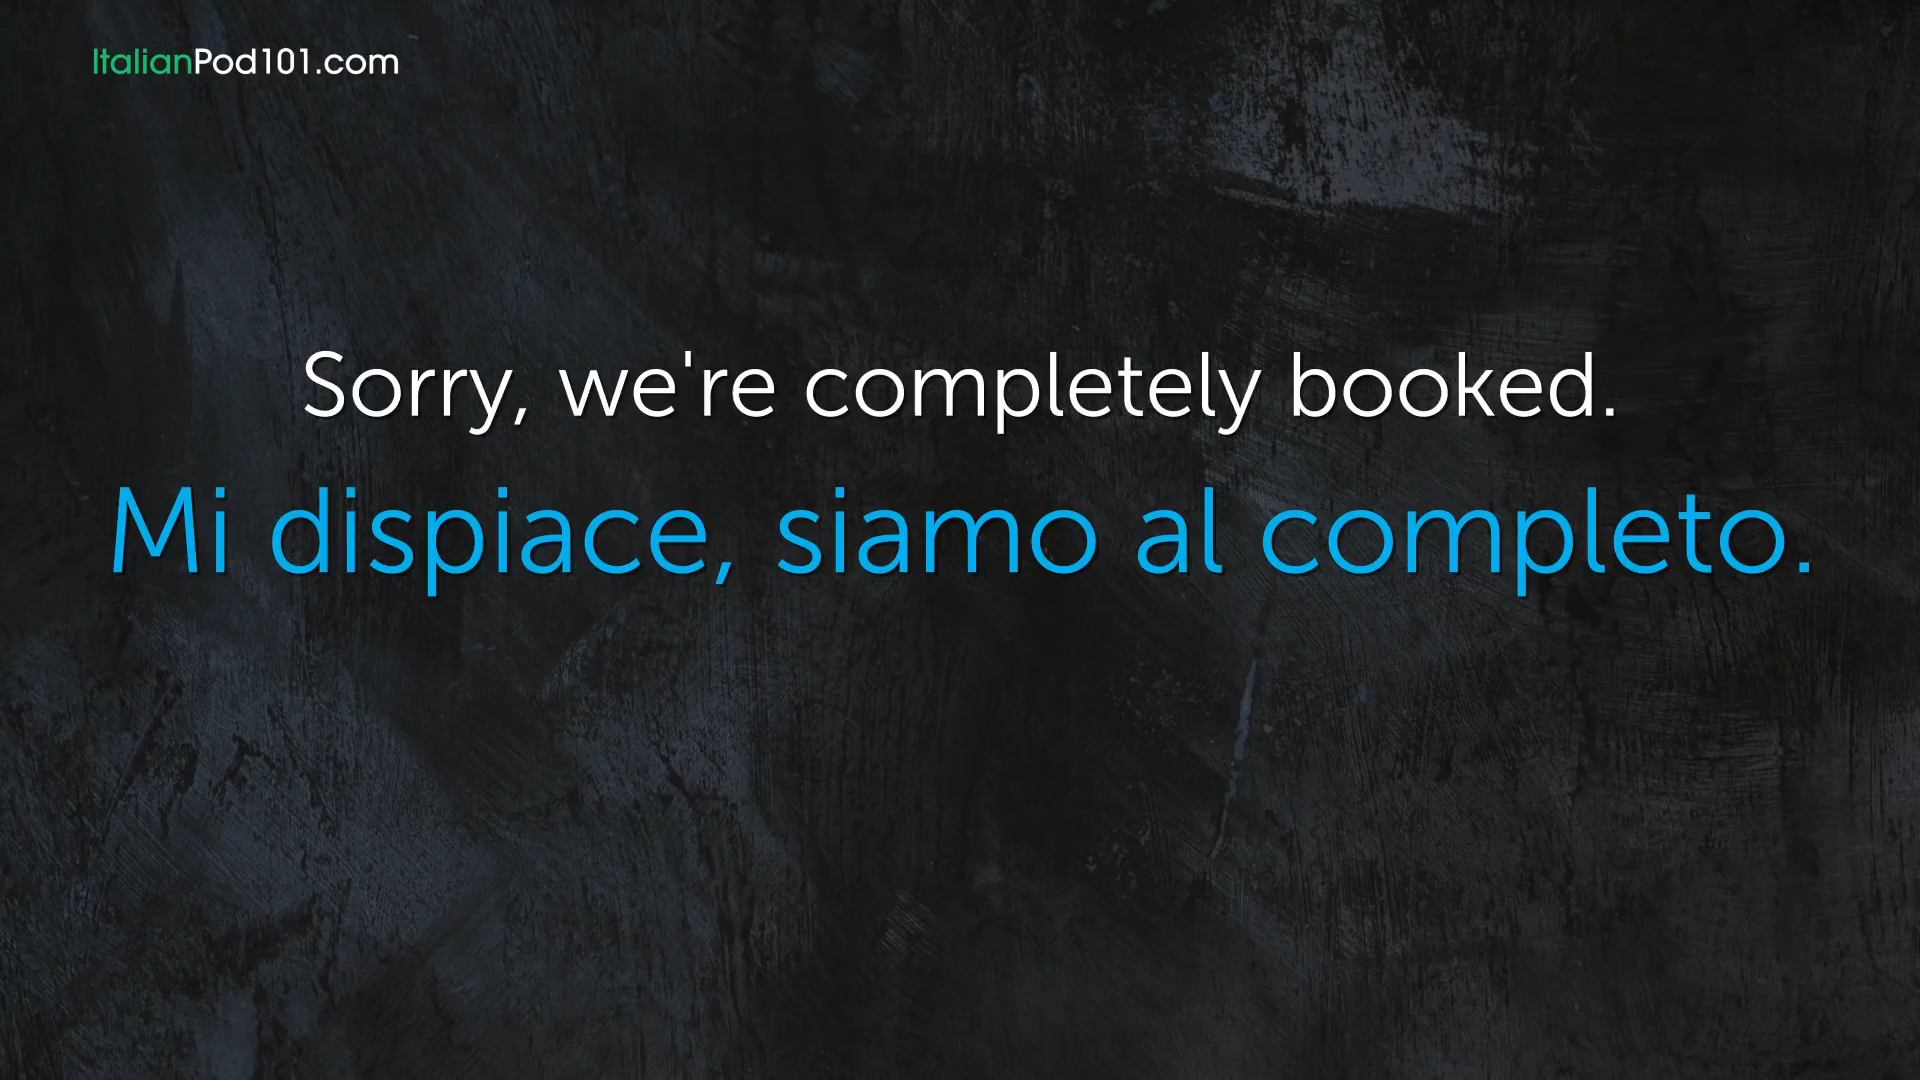 ItalianPod101.com
Sorry, we're completely booked.
Mi dispiace, siamo al completo.